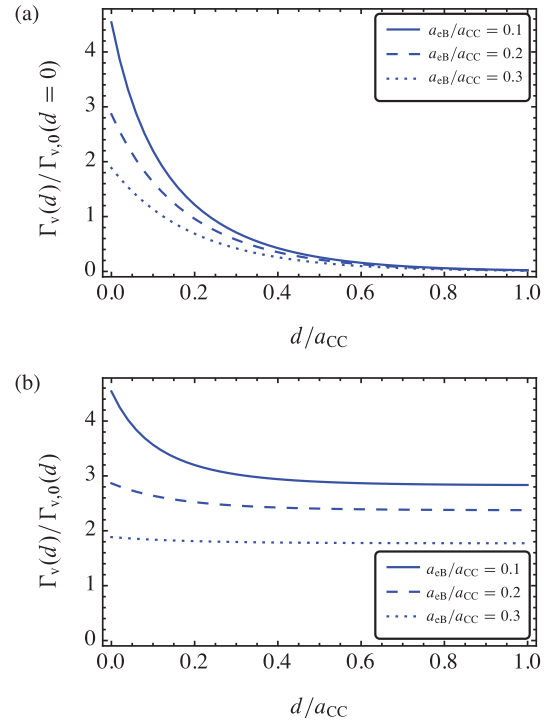 (a)
Γv(d)/Γv,0(d = 0)
4
3
2
1
0
0.0 0.2 0.4 0.6 0.8 1.0
d/aCC
aeB/aCC = 0.1
aeB/aCC = 0.2
aeB/aCC = 0.3
(b)
Γv(d)/Γv,0(d)
4
3
2
1
0
0.0 0.2 0.4 0.6 0.8 1.0
d/aCC
aeB/aCC = 0.1
aeB/aCC = 0.2
aeB/aCC = 0.3